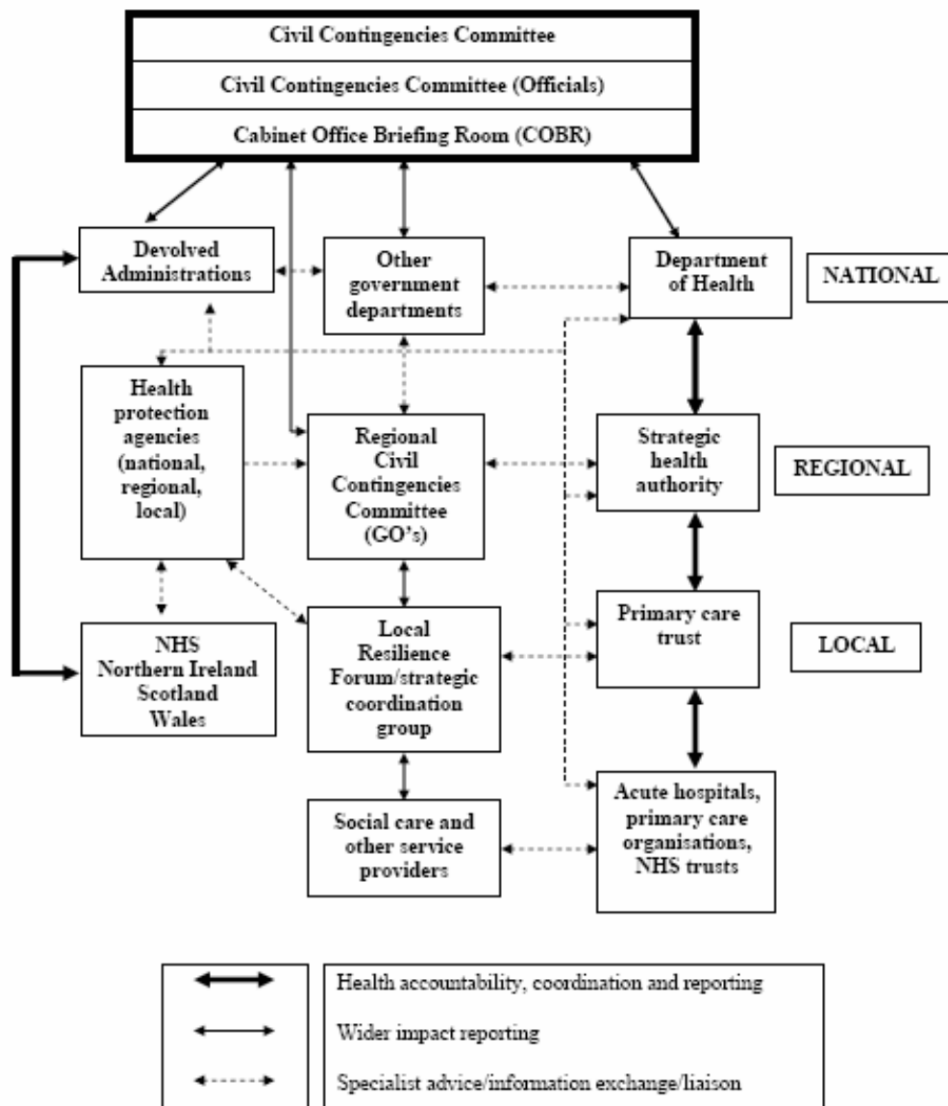 Civil Contingencies Committee
Civil Contingencies Committee (Officials)
Cabinet Office Briefing Room (COBR)
Devolved
Administrations
Other
government
departments
Department
of Health
NATIONAL
Health
protection
agencies
(national,
regional,
local)
Regional
Civil
Contingencies
Committee
(GO's)
Strategic
health
authority
REGIONAL
NHS
Northern Ireland
Scotland
Wales
Local
Resilience
Forum/strategic
coordination
group
Primary care
trust
LOCAL
Social care and
other service
providers
Acute hospitals,
primary care
organisations,
NHS trusts
Health accountability, coordination and reporting
Wider impact reporting
Specialist advice/information exchange/liaison